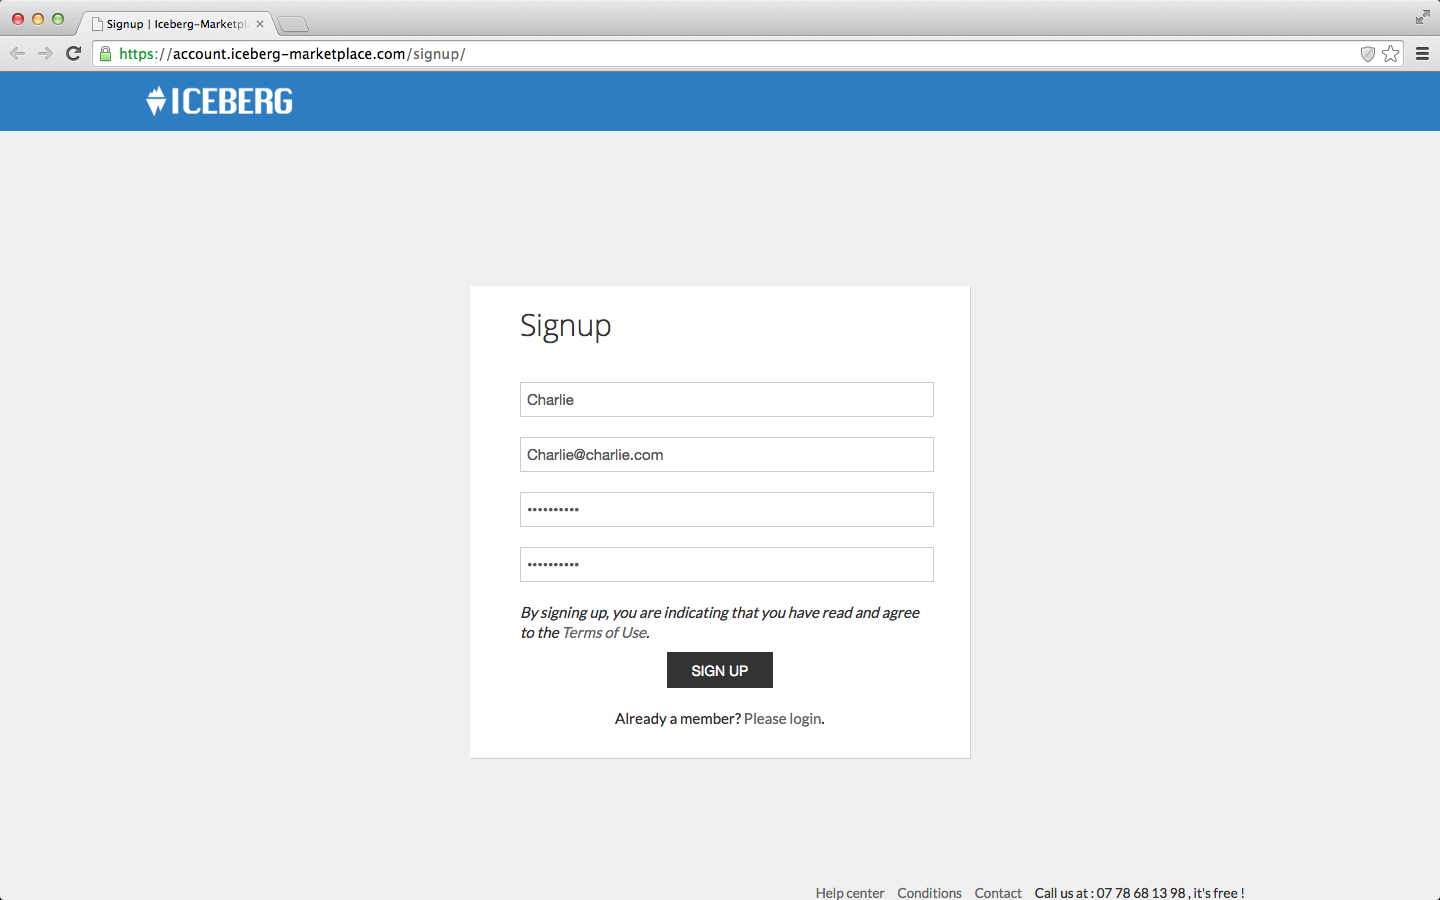 Signup | Iceberg-Marketpl
https://account.iceberg-marketplace.com/signup/
ICEBERG
Signup
Charlie
Charlie@charlie.com
••••••••••
••••••••••
By signing up, you are indicating that you have read and agree
to the Terms of Use.
SIGN UP
Already a member? Please login.
Help center Conditions Contact Call us at : 07 78 68 13 98 , it's free !